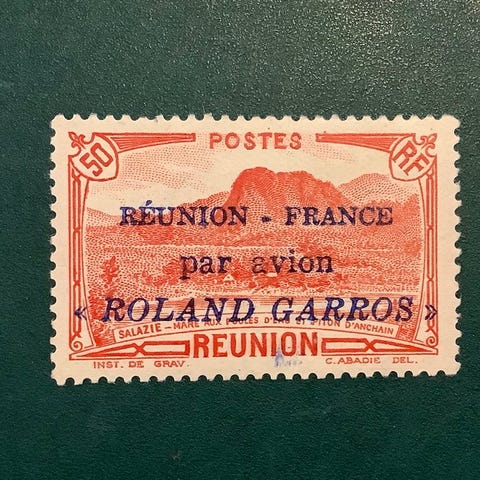 POSTES
50 RF
RÉUNION - FRANCE
par avion
« ROLAND GARROS »
SALAZIE - MARE AUX POULES D'EAU ET PITON D'ANCHAIN
REUNION
INST. DE GRAV. C. ABADIE DEL.